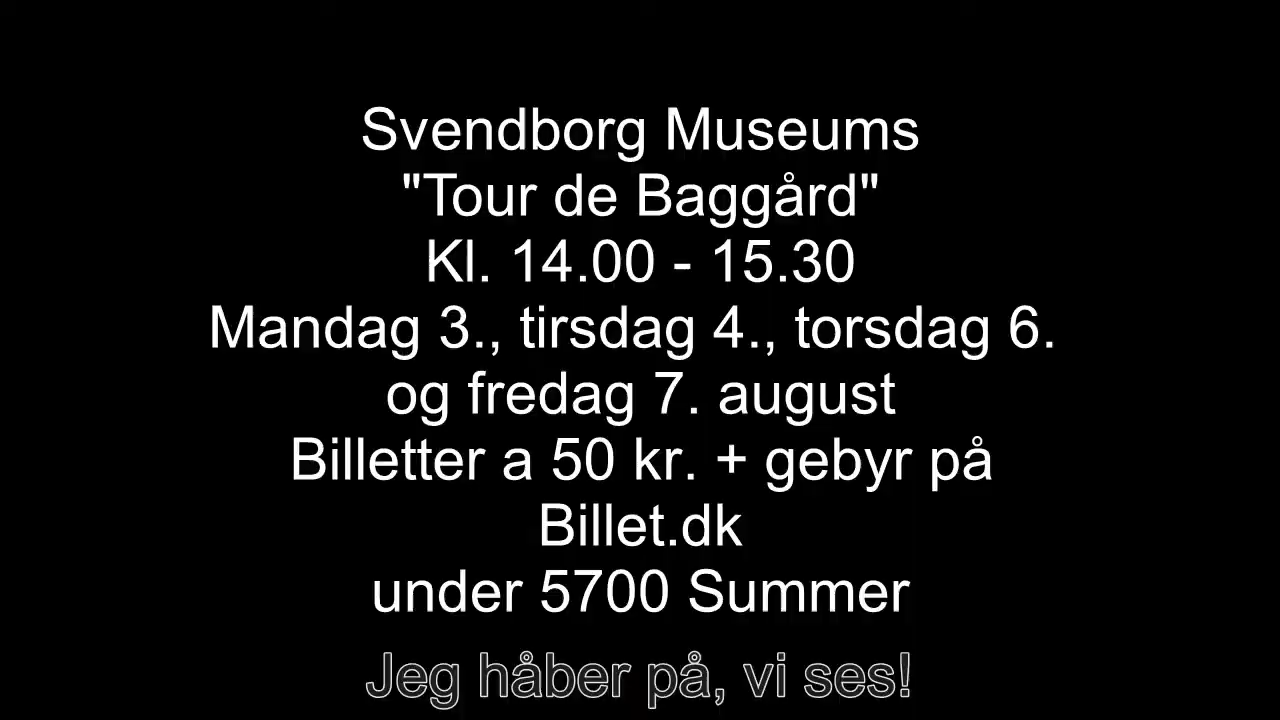 Svendborg Museums
"Tour de Baggård"
Kl. 14.00 - 15.30
Mandag 3., tirsdag 4., torsdag 6.
og fredag 7. august
Billetter a 50 kr. + gebyr på
Billet.dk
under 5700 Summer
Jeg håber på, vi ses!